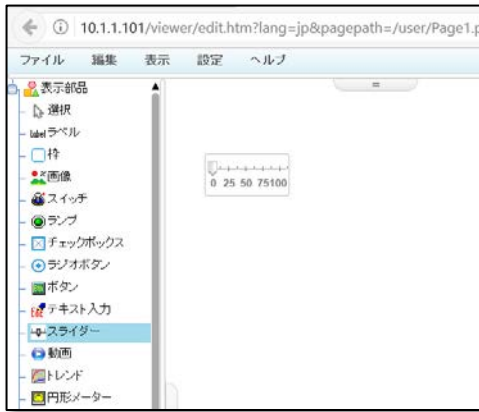 10.1.1.101/viewer/edit.htm?lang=jp&pagepath=/user/Page1.p
ファイル 編集 表示 設定 ヘルプ
表示部品
選択
label ラベル
枠
画像
スイッチ
ランプ
チェックボックス
ラジオボタン
ボタン
テキスト入力
スライダー
動画
トレンド
円形メーター
0 25 50 75100